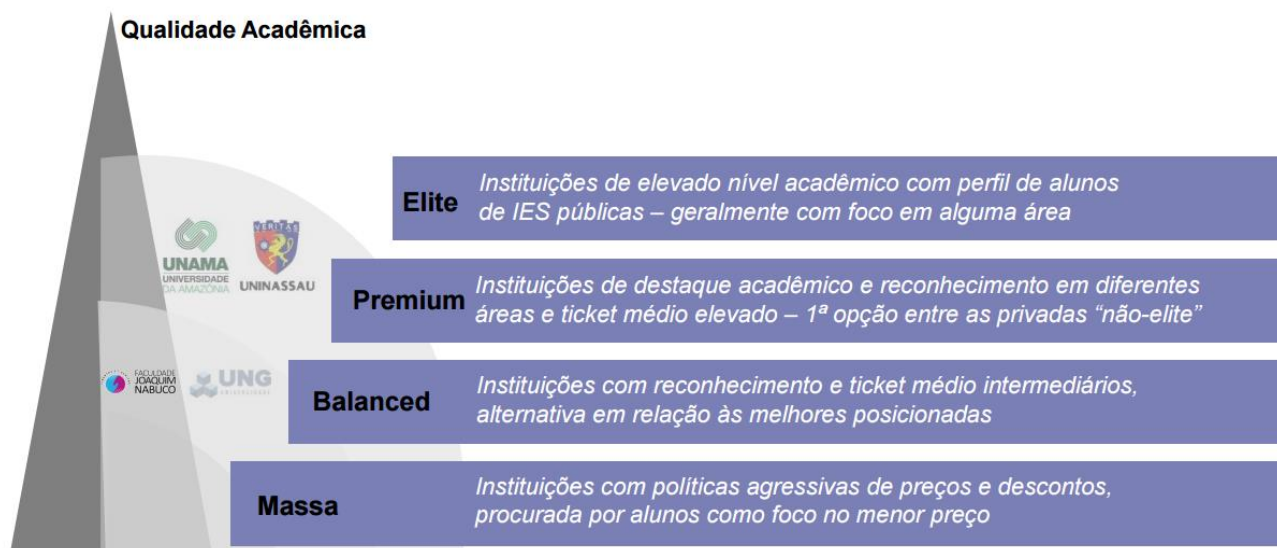 Qualidade Acadêmica
Elite
Instituições de elevado nível acadêmico com perfil de alunos
de IES públicas – geralmente com foco em alguma área
VERITAS
UNAMA
UNIVERSIDADE
DA AMAZÔNIA
UNINASSAU
Premium
Instituições de destaque acadêmico e reconhecimento em diferentes
áreas e ticket médio elevado – 1ª opção entre as privadas “não-elite”
FACULDADE
JOAQUIM
NABUCO
UNG
UNIVERSIDADE
Balanced
Instituições com reconhecimento e ticket médio intermediários,
alternativa em relação às melhores posicionadas
Massa
Instituições com políticas agressivas de preços e descontos,
procurada por alunos como foco no menor preço